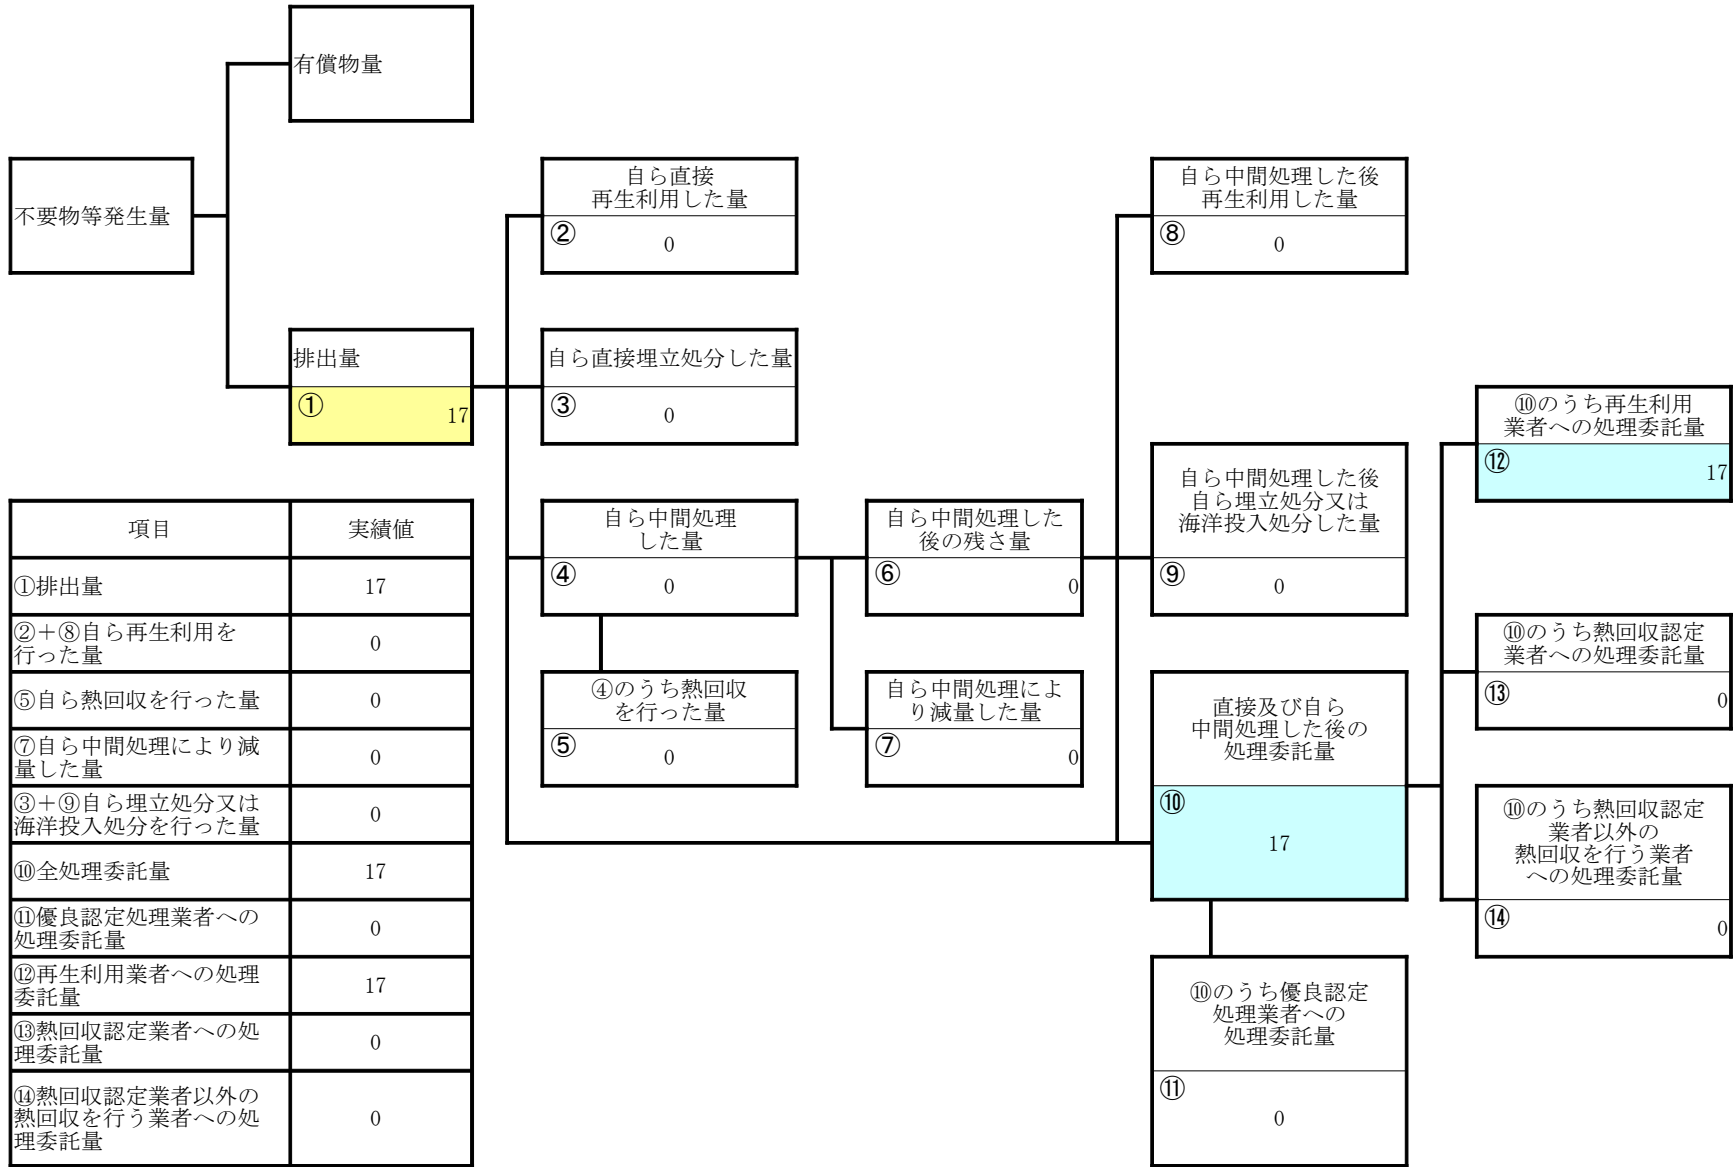 有償物量
不要物等発生量
排出量
①
17
自ら直接
再生利用した量
②
0
自ら直接埋立処分した量
③
0
自ら中間処理
した量
④
0
④のうち熱回収
を行った量
⑤
0
自ら中間処理した
後の残さ量
⑥
0
自ら中間処理によ
り減量した量
⑦
0
自ら中間処理した後
再生利用した量
⑧
0
自ら中間処理した後
自ら埋立処分又は
海洋投入処分した量
⑨
0
直接及び自ら
中間処理した後の
処理委託量
⑩
17
⑩のうち優良認定
処理業者への
処理委託量
⑪
0
⑩のうち再生利用
業者への処理委託量
⑫
17
⑩のうち熱回収認定
業者への処理委託量
⑬
0
⑩のうち熱回収認定
業者以外の
熱回収を行う業者
への処理委託量
⑭
0
項目 実績値
①排出量 17
②＋⑧自ら再生利用を
行った量 0
⑤自ら熱回収を行った量 0
⑦自ら中間処理により減
量した量 0
③＋⑨自ら埋立処分又は
海洋投入処分を行った量 0
⑩全処理委託量 17
⑪優良認定処理業者への
処理委託量 0
⑫再生利用業者への処理
委託量 17
⑬熱回収認定業者への処
理委託量 0
⑭熱回収認定業者以外の
熱回収を行う業者への処
理委託量 0